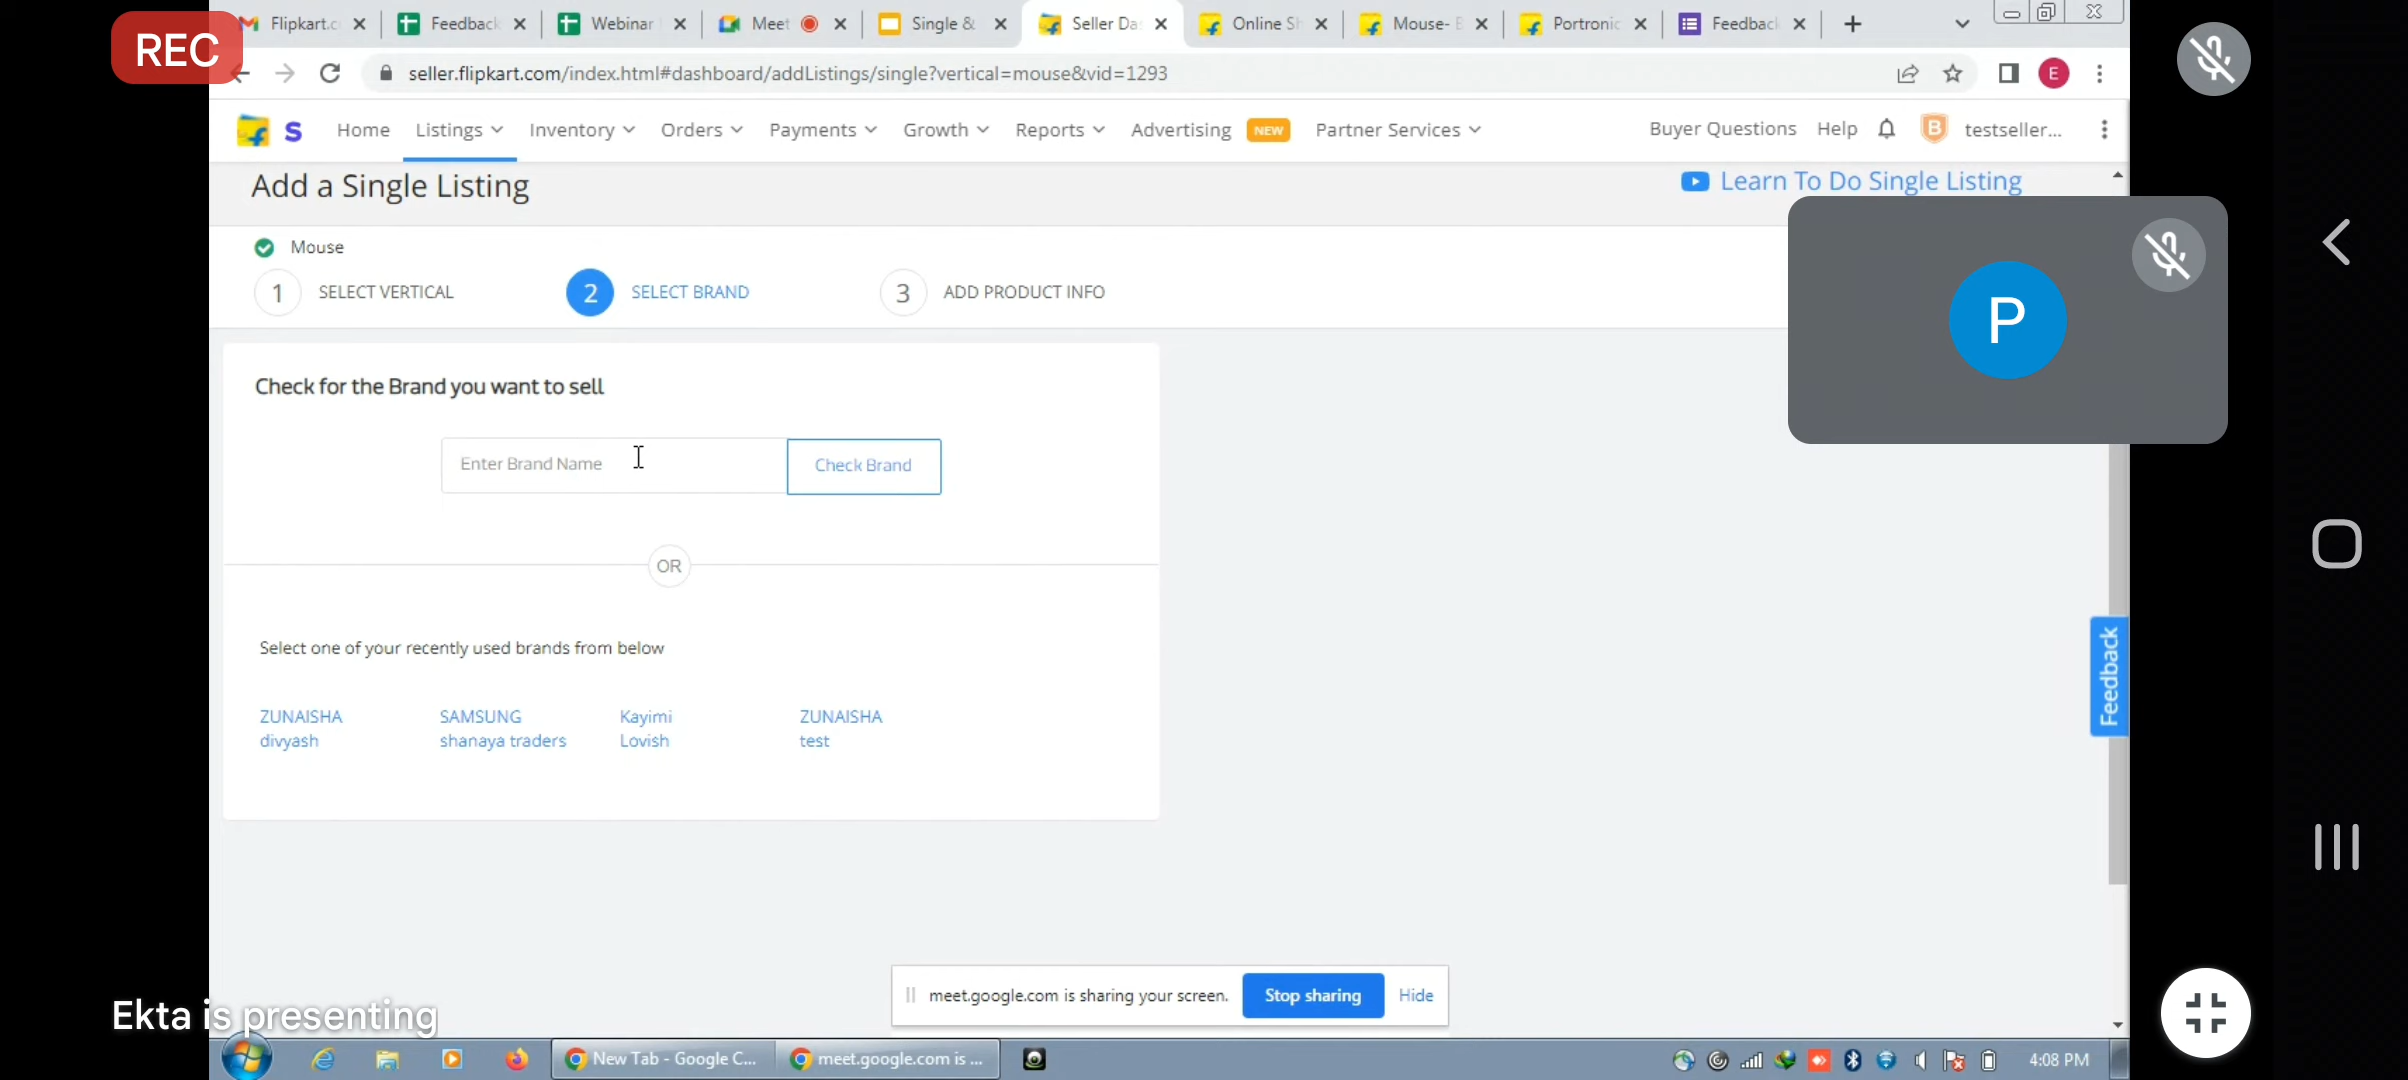 REC
Flipkart.c
Feedback
Webinar
Meet
Single &
Seller Da
Online Sh
Mouse-
Portronic
Feedback
seller.flipkart.com/index.html#dashboard/addListings/single?vertical=mouse&vid=1293
E
S Home Listings Inventory Orders Payments Growth Reports Advertising NEW Partner Services Buyer Questions Help B testseller...
Add a Single Listing
Learn To Do Single Listing
Mouse
1 SELECT VERTICAL 2 SELECT BRAND 3 ADD PRODUCT INFO
P
Check for the Brand you want to sell
Enter Brand Name Check Brand
OR
Select one of your recently used brands from below
ZUNAISHA SAMSUNG Kayimi ZUNAISHA
divyash shanaya traders Lovish test
Feedback
meet.google.com is sharing your screen. Stop sharing Hide
Ekta is presenting
New Tab - Google C...
meet.google.com is ...
4:08 PM